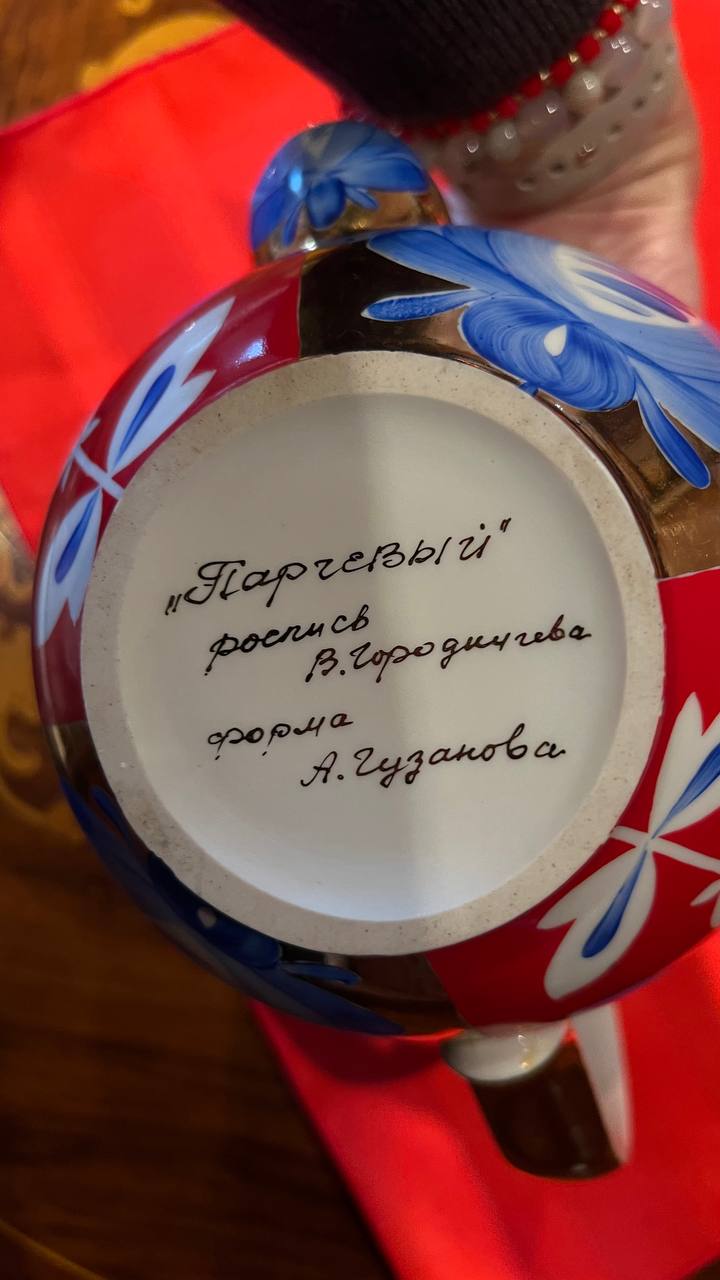 „Парчевый"
роспись
В. Городничева
форма
А. Гузанова